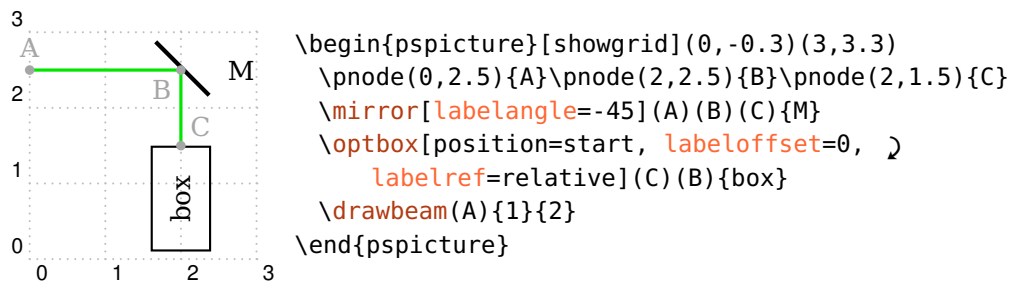 3
A
M
2
B
C
1
box
0
0 1 2 3
\begin{pspicture}[showgrid](0,-0.3)(3,3.3)
\pnode(0,2.5){A}\pnode(2,2.5){B}\pnode(2,1.5){C}
\mirror[labelangle=-45](A)(B)(C){M}
\optbox[position=start, labeloffset=0,
labelref=relative](C)(B){box}
\drawbeam(A){1}{2}
\end{pspicture}